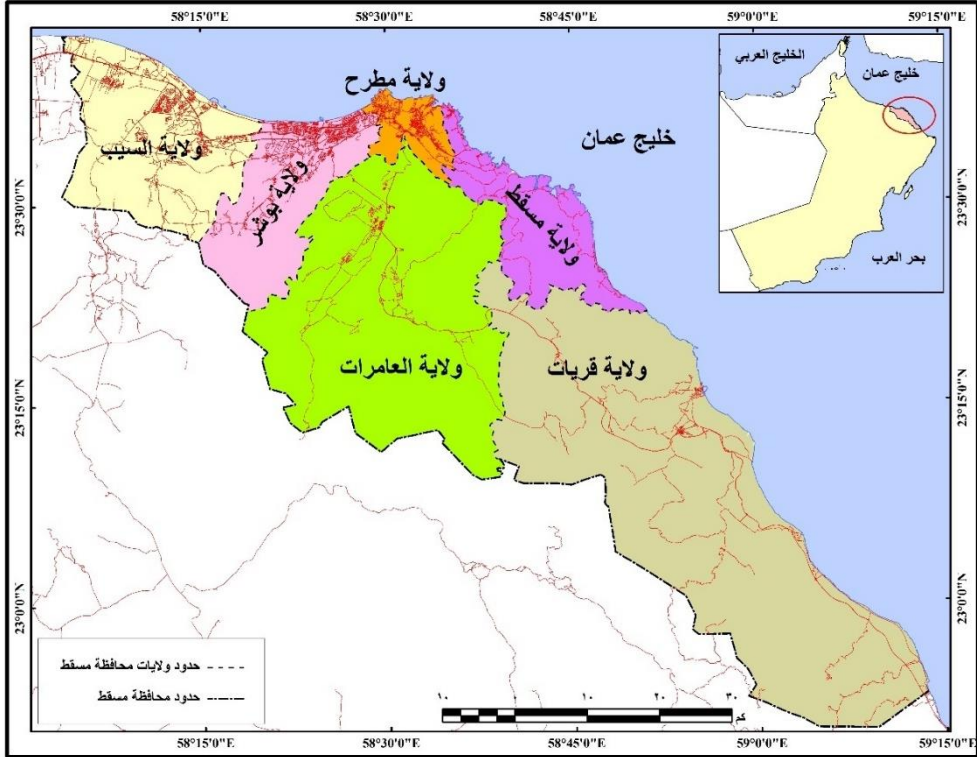 58°15'0"E 58°30'0"E 58°45'0"E 59°0'0"E 59°15'0"E
الخليج العربي
خليج عمان
بحر العرب
ولاية مطرح
خليج عمان
ولاية السيب
ولاية بوشر
ولاية مسقط
ولاية العامرات
ولاية قريات
23°30'0"N
23°15'0"N
23°0'0"N
23°30'0"N
23°15'0"N
23°0'0"N
حدود ولايات محافظة مسقط
حدود محافظة مسقط
١٠ ٥ ١٠ ٢٠ ٣٠
كم
58°15'0"E 58°30'0"E 58°45'0"E 59°0'0"E 59°15'0"E